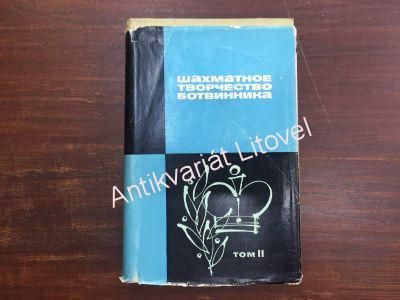 шахматное
творчество
ботвинника
Antikvariát Litovel
том II